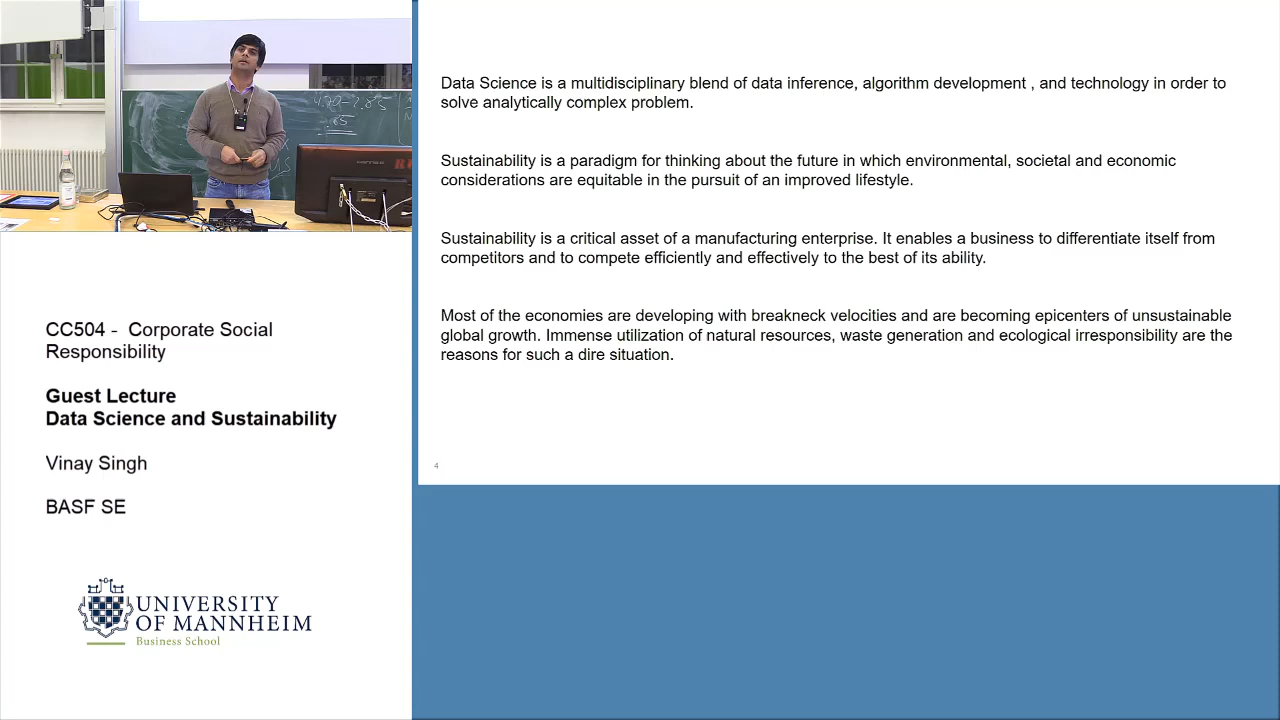 Data Science is a multidisciplinary blend of data inference, algorithm development , and technology in order to
solve analytically complex problem.
Sustainability is a paradigm for thinking about the future in which environmental, societal and economic
considerations are equitable in the pursuit of an improved lifestyle.
Sustainability is a critical asset of a manufacturing enterprise. It enables a business to differentiate itself from
competitors and to compete efficiently and effectively to the best of its ability.
Most of the economies are developing with breakneck velocities and are becoming epicenters of unsustainable
global growth. Immense utilization of natural resources, waste generation and ecological irresponsibility are the
reasons for such a dire situation.
4
CC504 - Corporate Social
Responsibility
Guest Lecture
Data Science and Sustainability
Vinay Singh
BASF SE
UNIVERSITY
OF MANNHEIM
Business School